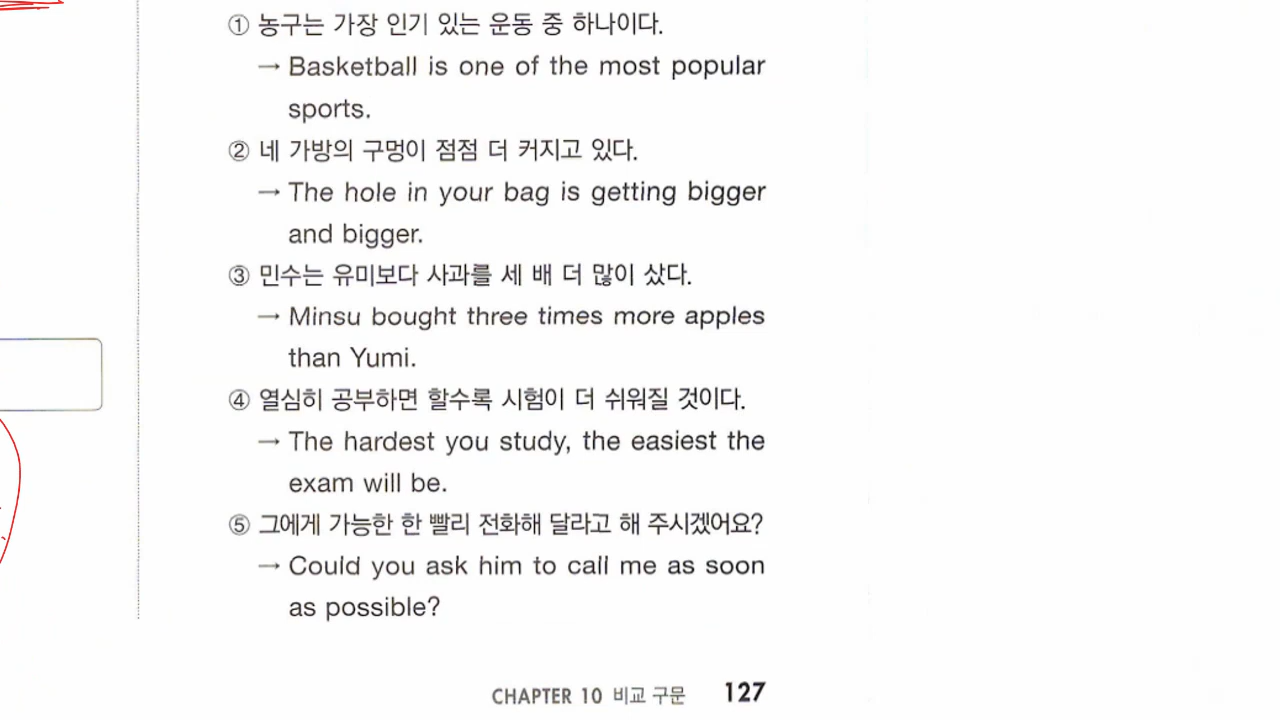 ① 농구는 가장 인기 있는 운동 중 하나이다.
→ Basketball is one of the most popular
sports.
② 네 가방의 구멍이 점점 더 커지고 있다.
→ The hole in your bag is getting bigger
and bigger.
③ 민수는 유미보다 사과를 세 배 더 많이 샀다.
→ Minsu bought three times more apples
than Yumi.
④ 열심히 공부하면 할수록 시험이 더 쉬워질 것이다.
→ The hardest you study, the easiest the
exam will be.
⑤ 그에게 가능한 한 빨리 전화해 달라고 해 주시겠어요?
→ Could you ask him to call me as soon
as possible?
CHAPTER 10 비교 구문 127